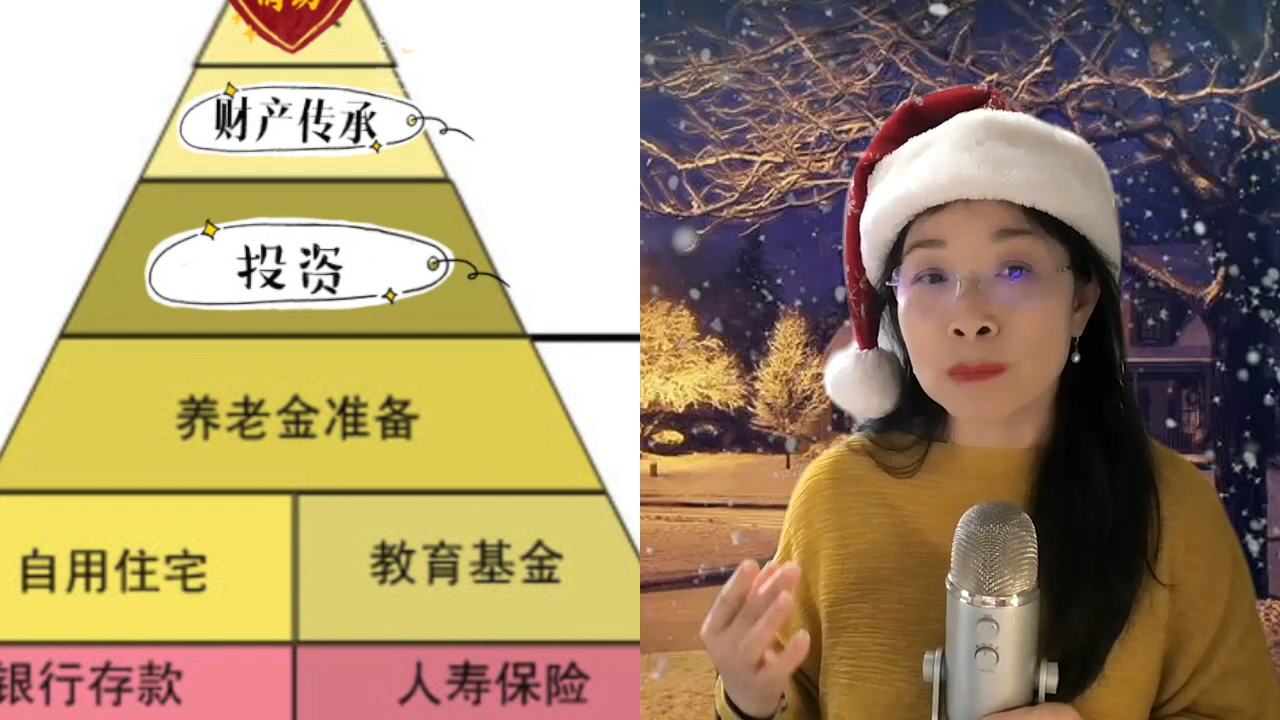 财产传承
投资
养老金准备
自用住宅 教育基金
银行存款 人寿保险